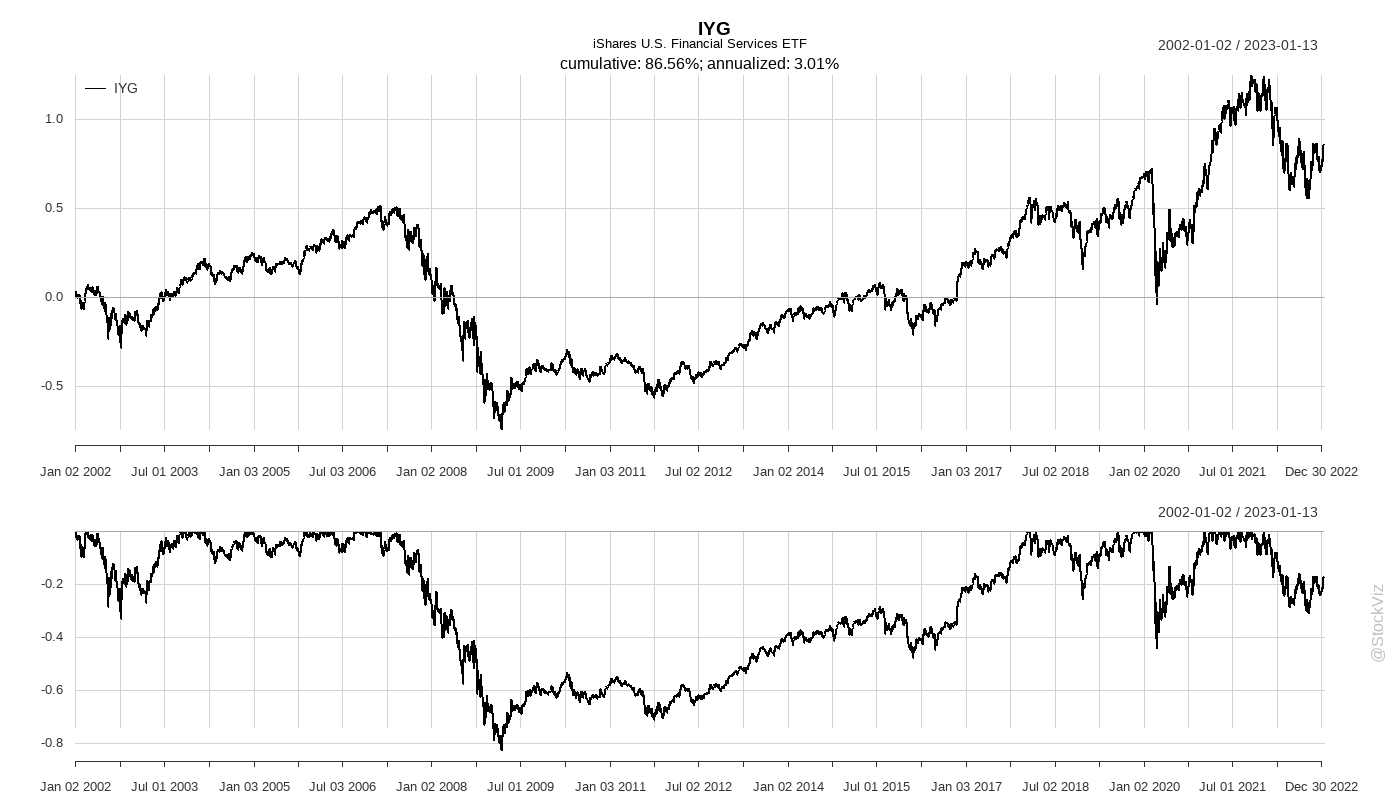 IYG
iShares U.S. Financial Services ETF
cumulative: 86.56%; annualized: 3.01%
2002-01-02 / 2023-01-13
IYG
1.0
0.5
0.0
-0.5
Jan 02 2002 Jul 01 2003 Jan 03 2005 Jul 03 2006 Jan 02 2008 Jul 01 2009 Jan 03 2011 Jul 02 2012 Jan 02 2014 Jul 01 2015 Jan 03 2017 Jul 02 2018 Jan 02 2020 Jul 01 2021 Dec 30 2022
2002-01-02 / 2023-01-13
-0.2
-0.4
-0.6
-0.8
Jan 02 2002 Jul 01 2003 Jan 03 2005 Jul 03 2006 Jan 02 2008 Jul 01 2009 Jan 03 2011 Jul 02 2012 Jan 02 2014 Jul 01 2015 Jan 03 2017 Jul 02 2018 Jan 02 2020 Jul 01 2021 Dec 30 2022
@StockViz